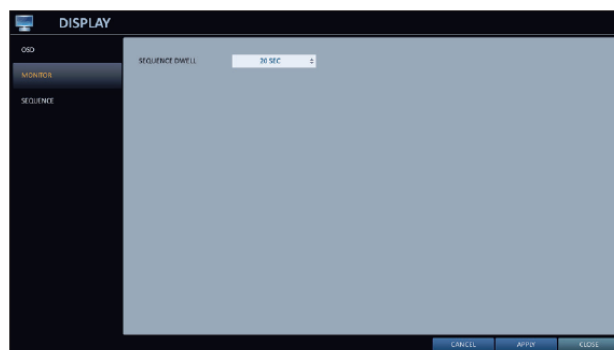 DISPLAY
OSD
MONITOR
SEQUENCE
SEQUENCE DWELL 20 SEC
CANCEL APPLY CLOSE